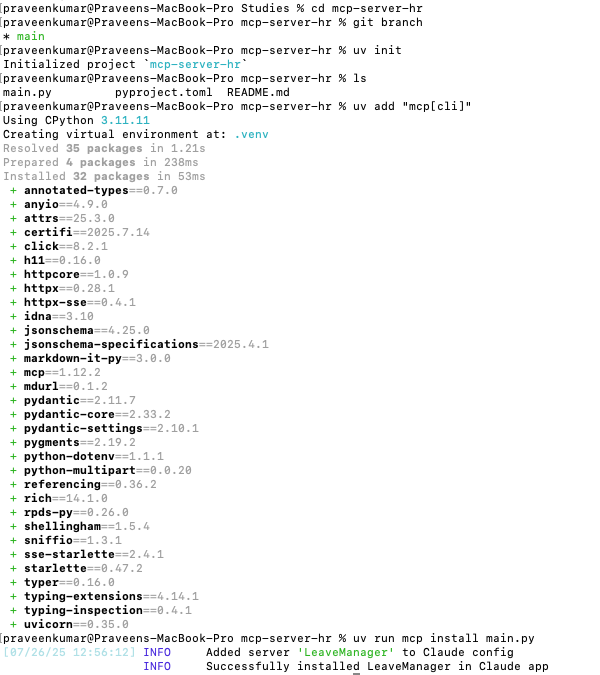 [praveenkumar@Praveens-MacBook-Pro Studies % cd mcp-server-hr
[praveenkumar@Praveens-MacBook-Pro mcp-server-hr % git branch
* main
[praveenkumar@Praveens-MacBook-Pro mcp-server-hr % uv init
Initialized project `mcp-server-hr`
[praveenkumar@Praveens-MacBook-Pro mcp-server-hr % ls
main.py         pyproject.toml  README.md
[praveenkumar@Praveens-MacBook-Pro mcp-server-hr % uv add "mcp[cli]"
Using CPython 3.11.11
Creating virtual environment at: .venv
Resolved 35 packages in 1.21s
Prepared 4 packages in 238ms
Installed 32 packages in 53ms
 + annotated-types==0.7.0
 + anyio==4.9.0
 + attrs==25.3.0
 + certifi==2025.7.14
 + click==8.2.1
 + h11==0.16.0
 + httpcore==1.0.9
 + httpx==0.28.1
 + httpx-sse==0.4.1
 + idna==3.10
 + jsonschema==4.25.0
 + jsonschema-specifications==2025.4.1
 + markdown-it-py==3.0.0
 + mcp==1.12.2
 + mdurl==0.1.2
 + pydantic==2.11.7
 + pydantic-core==2.33.2
 + pydantic-settings==2.10.1
 + pygments==2.19.2
 + python-dotenv==1.1.1
 + python-multipart==0.0.20
 + referencing==0.36.2
 + rich==14.1.0
 + rpds-py==0.26.0
 + shellingham==1.5.4
 + sniffio==1.3.1
 + sse-starlette==2.4.1
 + starlette==0.47.2
 + typer==0.16.0
 + typing-extensions==4.14.1
 + typing-inspection==0.4.1
 + uvicorn==0.35.0
[praveenkumar@Praveens-MacBook-Pro mcp-server-hr % uv run mcp install main.py
[07/26/25 12:56:12] INFO     Added server 'LeaveManager' to Claude config
                    INFO     Successfully installed LeaveManager in Claude app